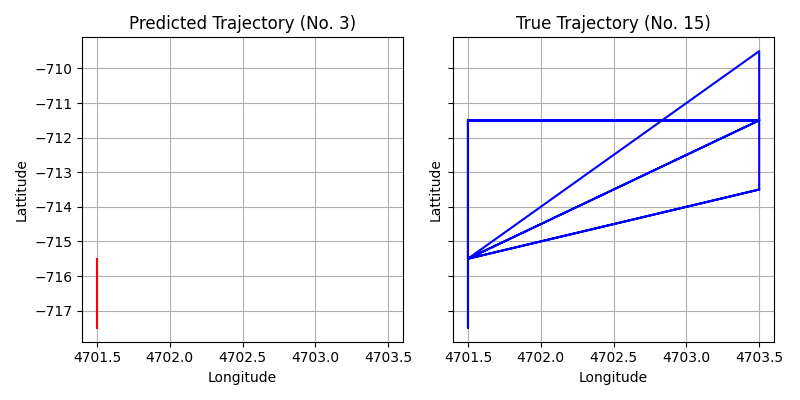 Predicted Trajectory (No. 3)
−710
−711
−712
−713
−714
−715
−716
−717
Lattitude
4701.5 4702.0 4702.5 4703.0 4703.5
Longitude
True Trajectory (No. 15)
Lattitude
4701.5 4702.0 4702.5 4703.0 4703.5
Longitude